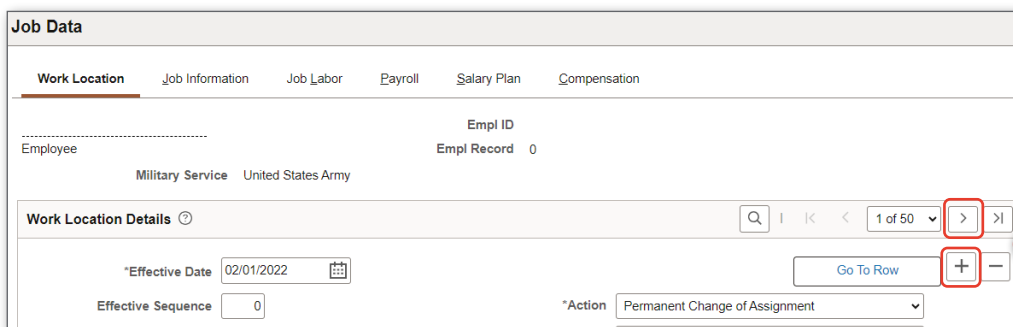 Job Data
Work Location Job Information Job Labor Payroll Salary Plan Compensation
Empl ID
Employee Empl Record 0
Military Service United States Army
Work Location Details 1 of 50
*Effective Date 02/01/2022 Go To Row
Effective Sequence 0 *Action Permanent Change of Assignment